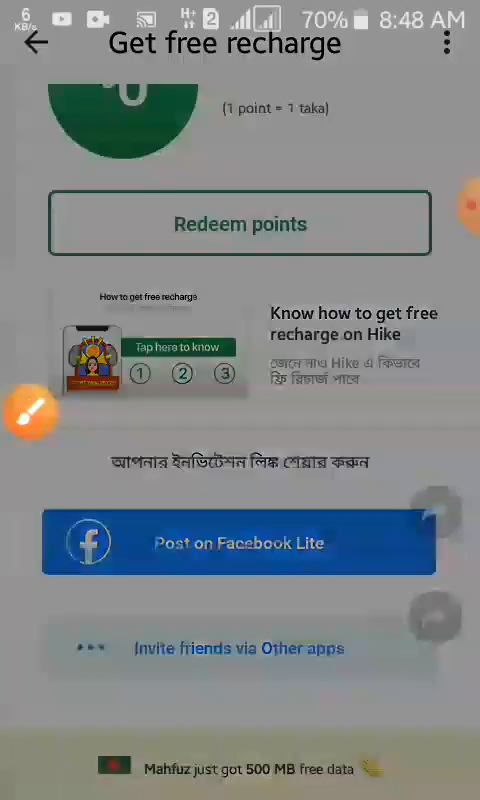 6 KB/s H+ 2 70% 8:48 AM
Get free recharge
(1 point = 1 taka)
Redeem points
How to get free recharge
Tap here to know
1 2 3
Know how to get free
recharge on Hike
জেনে নাও Hike এ কিভাবে
ফ্রি রিচার্জ পাবে
আপনার ইনভিটেশন লিঙ্ক শেয়ার করুন
f Post on Facebook Lite
Invite friends via Other apps
Mahfuz just got 500 MB free data